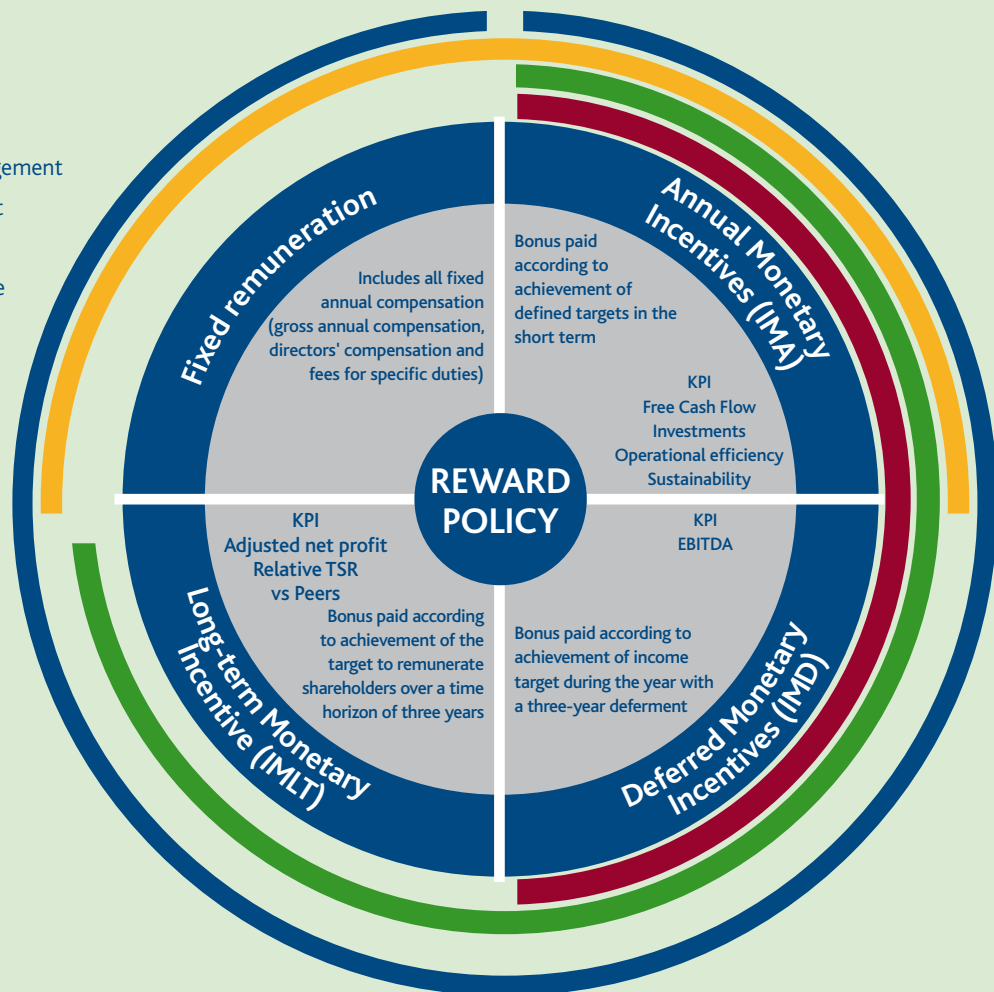 gement
t
e
Fixed remuneration
Includes all fixed
annual compensation
(gross annual compensation,
directors' compensation and
fees for specific duties)
Annual Monetary
Incentives (IMA)
Bonus paid
according to
achievement of
defined targets in the
short term
KPI
Free Cash Flow
Investments
Operational efficiency
Sustainability
REWARD
POLICY
KPI
Adjusted net profit
Relative TSR
vs Peers
Bonus paid according
to achievement of the
target to remunerate
shareholders over a time
horizon of three years
Long-term Monetary
Incentive (IMLT)
KPI
EBITDA
Bonus paid according to
achievement of income
target during the year with
a three-year deferment
Deferred Monetary
Incentives (IMD)